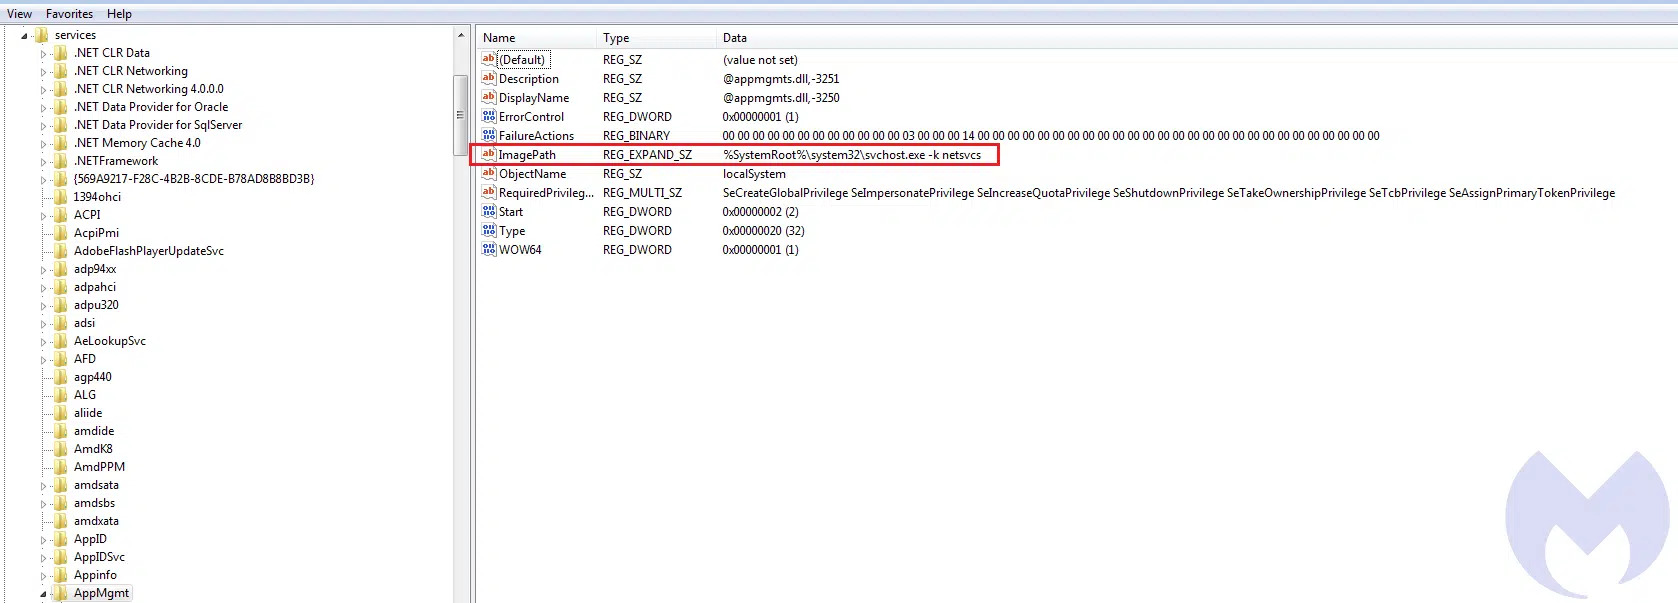 View Favorites Help
services
.NET CLR Data
.NET CLR Networking
.NET CLR Networking 4.0.0.0
.NET Data Provider for Oracle
.NET Data Provider for SqlServer
.NET Memory Cache 4.0
.NETFramework
{569A9217-F28C-4B2B-8CDE-B78AD8B8BD3B}
1394ohci
ACPI
AcpiPmi
AdobeFlashPlayerUpdateSvc
adp94xx
adpahci
adpu320
adsi
AeLookupSvc
AFD
agp440
ALG
aliide
amdide
AmdK8
AmdPPM
amdsata
amdsbs
amdxata
AppID
AppIDSvc
Appinfo
AppMgmt
Name Type Data
(Default) REG_SZ (value not set)
Description REG_SZ @appmgmts.dll,-3251
DisplayName REG_SZ @appmgmts.dll,-3250
ErrorControl REG_DWORD 0x00000001 (1)
FailureActions REG_BINARY 00 00 00 00 00 00 00 00 00 00 00 00 03 00 00 00 14 00 00 00 00 00 00 00 00 00 00 00 00 00 00 00 00 00 00 00 00 00 00 00 00 00 00 00
ImagePath REG_EXPAND_SZ %SystemRoot%\system32\svchost.exe -k netsvcs
ObjectName REG_SZ localSystem
RequiredPrivileg... REG_MULTI_SZ SeCreateGlobalPrivilege SeImpersonatePrivilege SeIncreaseQuotaPrivilege SeShutdownPrivilege SeTakeOwnershipPrivilege SeTcbPrivilege SeAssignPrimaryTokenPrivilege
Start REG_DWORD 0x00000002 (2)
Type REG_DWORD 0x00000020 (32)
WOW64 REG_DWORD 0x00000001 (1)